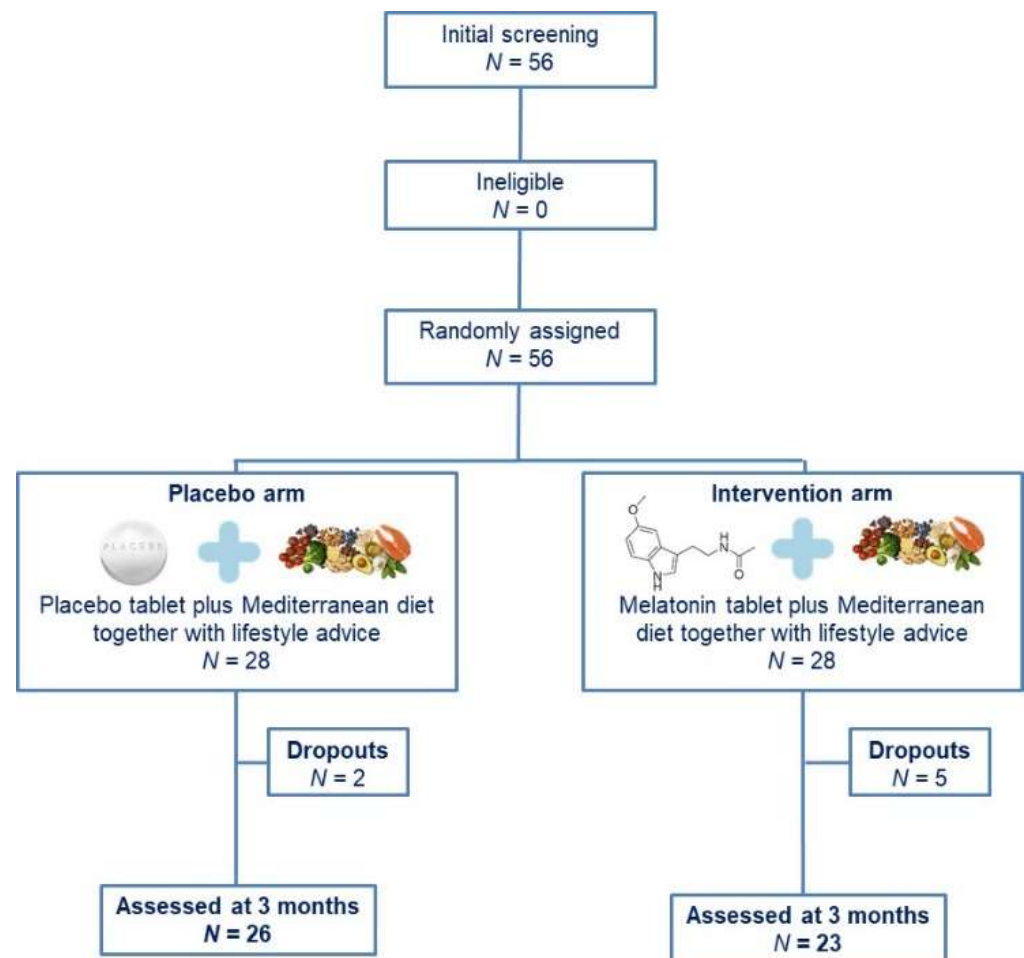 Initial screening
N = 56
Ineligible
N = 0
Randomly assigned
N = 56
Placebo arm
PLACEBO
Placebo tablet plus Mediterranean diet
together with lifestyle advice
N = 28
Intervention arm
O
H
N
N
H
O
Melatonin tablet plus Mediterranean
diet together with lifestyle advice
N = 28
Dropouts
N = 2
Dropouts
N = 5
Assessed at 3 months
N = 26
Assessed at 3 months
N = 23